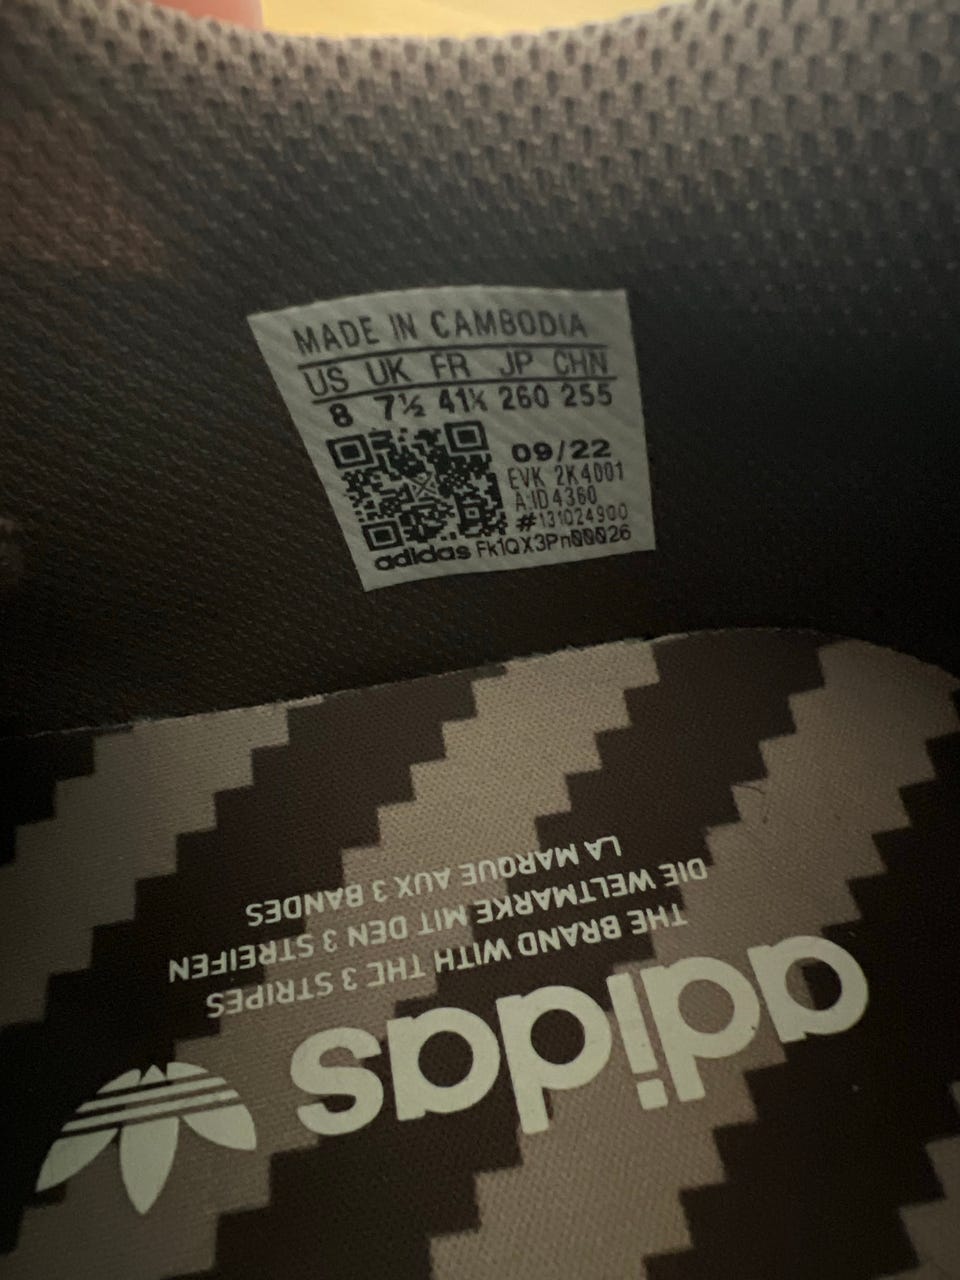 MADE IN CAMBODIA
US UK FR JP CHN
8 7½ 41⅓ 260 255
09/22
EVK 2K4001
A:ID4360
#131024900
adidas Fk1QX3Pn00026
adidas
THE BRAND WITH THE 3 STRIPES
DIE WELTMARKE MIT DEN 3 STREIFEN
LA MARQUE AUX 3 BANDES